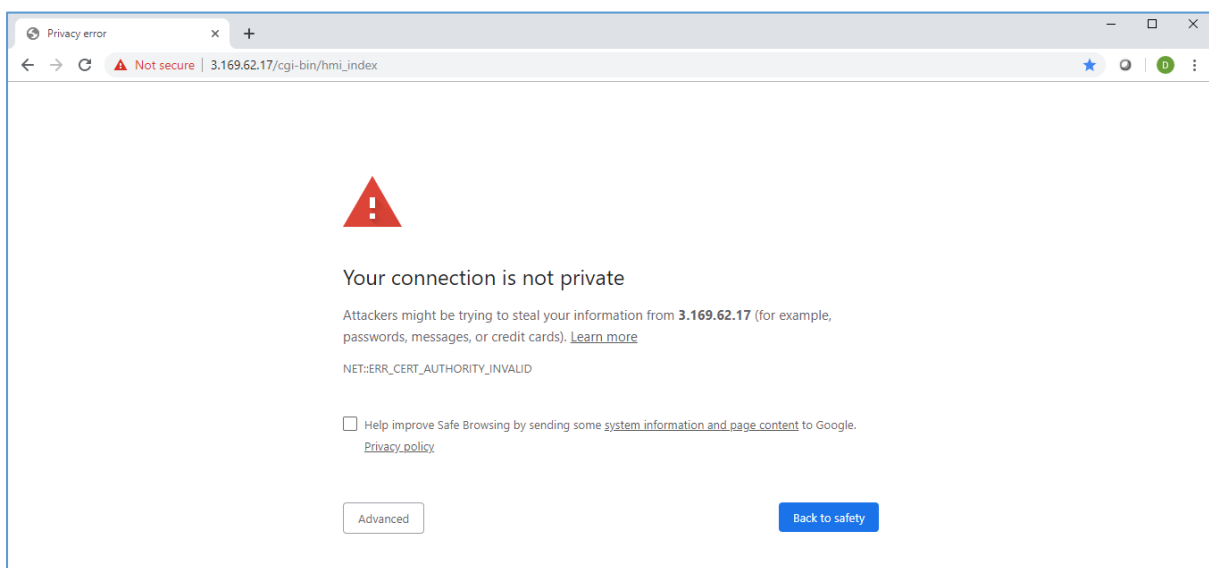 Privacy error
Not secure | 3.169.62.17/cgi-bin/hmi_index
D
Your connection is not private
Attackers might be trying to steal your information from 3.169.62.17 (for example,
passwords, messages, or credit cards). Learn more
NET::ERR_CERT_AUTHORITY_INVALID
Help improve Safe Browsing by sending some system information and page content to Google.
Privacy policy
Advanced
Back to safety